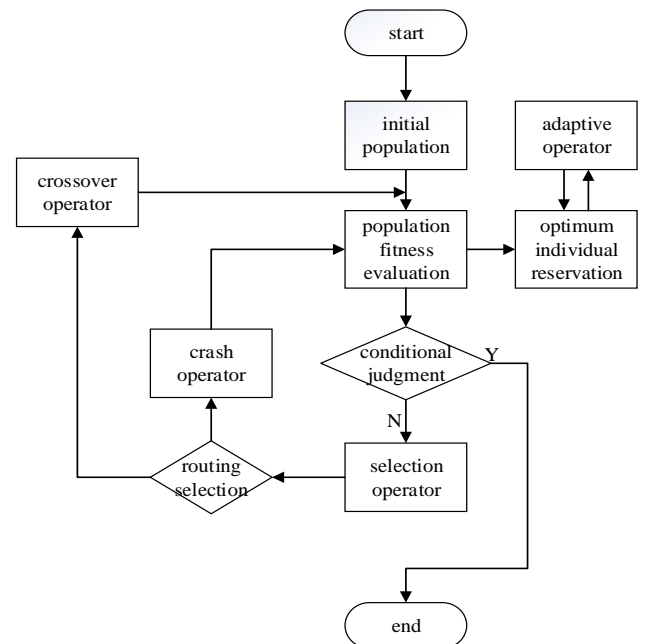 start
initial
population
adaptive
operator
crossover
operator
population
fitness
evaluation
optimum
individual
reservation
crash
operator
conditional
judgment
Y
N
routing
selection
selection
operator
end